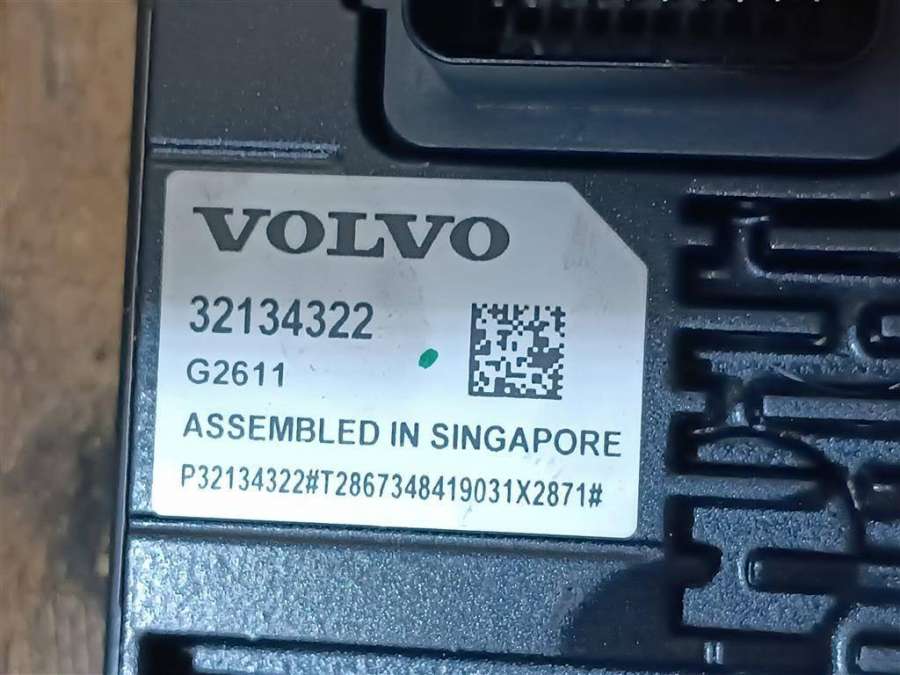 VOLVO
32134322
G2611
ASSEMBLED IN SINGAPORE
P32134322#T2867348419031X2871#